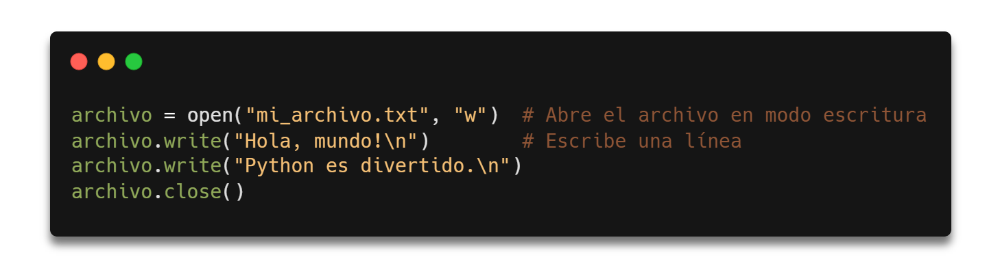 archivo = open("mi_archivo.txt", "w")  # Abre el archivo en modo escritura
archivo.write("Hola, mundo!\n")        # Escribe una línea
archivo.write("Python es divertido.\n")
archivo.close()